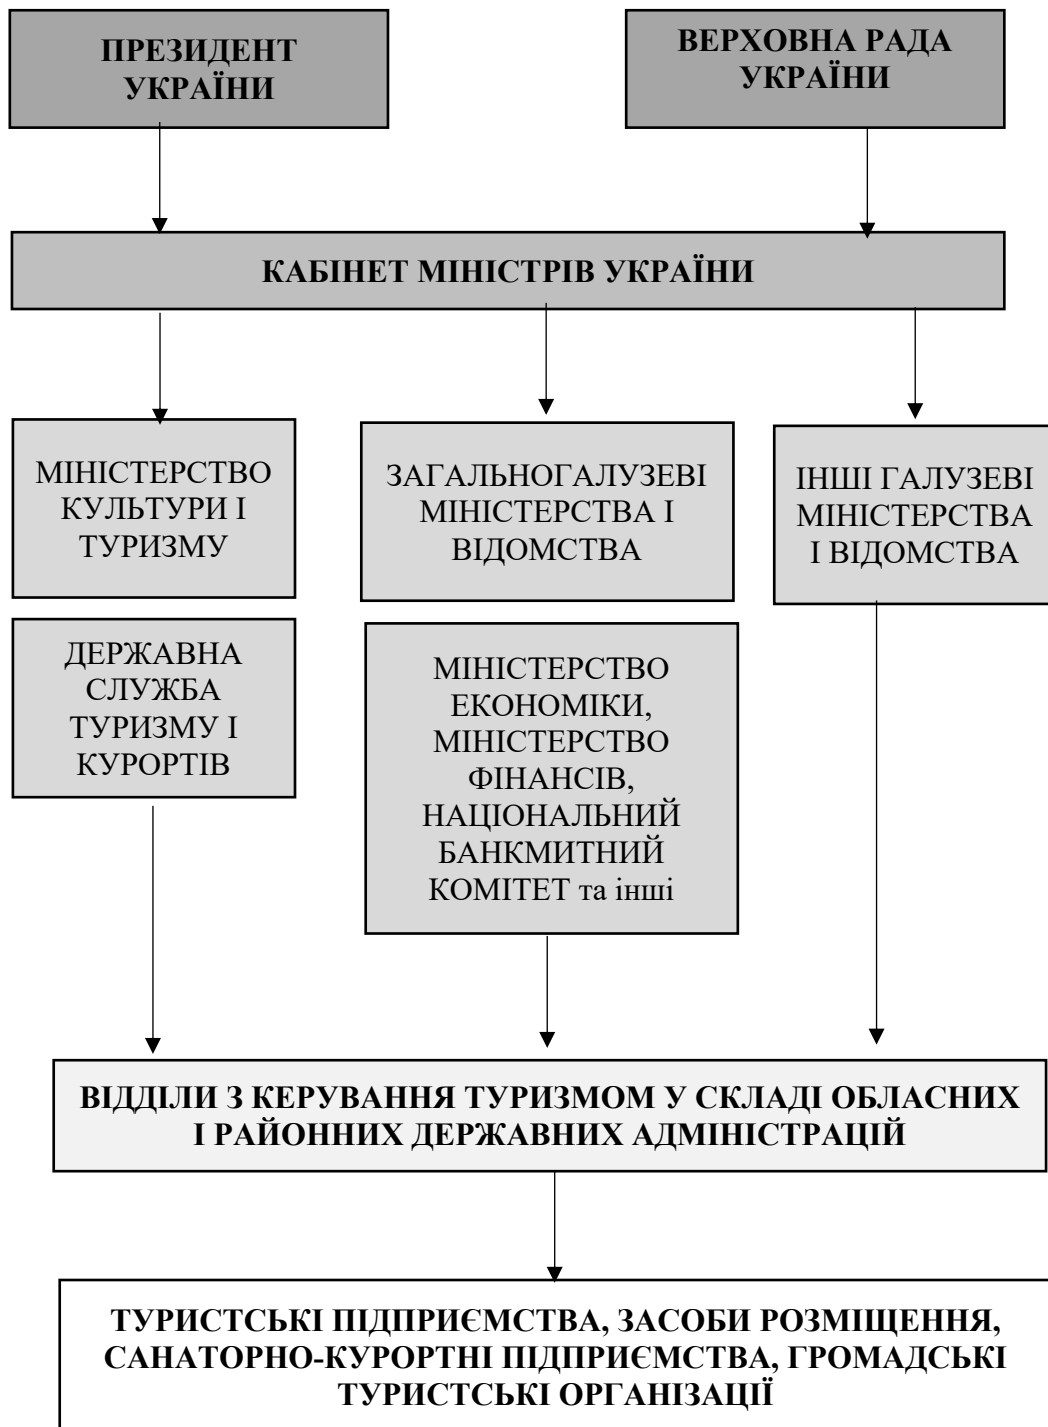 ПРЕЗИДЕНТ
УКРАЇНИ
ВЕРХОВНА РАДА
УКРАЇНИ
КАБІНЕТ МІНІСТРІВ УКРАЇНИ
МІНІСТЕРСТВО
КУЛЬТУРИ І
ТУРИЗМУ
ЗАГАЛЬНОГАЛУЗЕВІ
МІНІСТЕРСТВА І
ВІДОМСТВА
ІНШІ ГАЛУЗЕВІ
МІНІСТЕРСТВА
І ВІДОМСТВА
ДЕРЖАВНА
СЛУЖБА
ТУРИЗМУ І
КУРОРТІВ
МІНІСТЕРСТВО
ЕКОНОМІКИ,
МІНІСТЕРСТВО
ФІНАНСІВ,
НАЦІОНАЛЬНИЙ
БАНКМИТНИЙ
КОМІТЕТ та інші
ВІДДІЛИ З КЕРУВАННЯ ТУРИЗМОМ У СКЛАДІ ОБЛАСНИХ
І РАЙОННИХ ДЕРЖАВНИХ АДМІНІСТРАЦІЙ
ТУРИСТСЬКІ ПІДПРИЄМСТВА, ЗАСОБИ РОЗМІЩЕННЯ,
САНАТОРНО-КУРОРТНІ ПІДПРИЄМСТВА, ГРОМАДСЬКІ
ТУРИСТСЬКІ ОРГАНІЗАЦІЇ